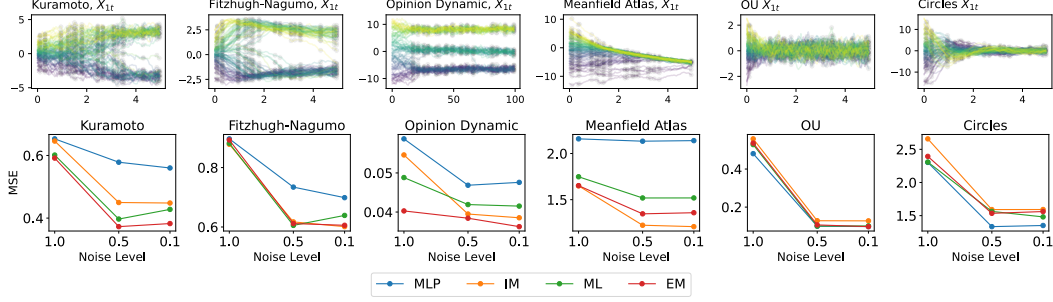 Kuramoto, X1t
Fitzhugh-Nagumo, X1t
Opinion Dynamic, X1t
Meanfield Atlas, X1t
OU X1t
Circles, X1t
5
0
−5
0 2 4
2.5
0.0
−2.5
0 2 4
10
0
−10
0 50 100
10
0
−10
0 2 4
2
0
−2
0 2 4
10
0
−10
0 2 4
Kuramoto
Fitzhugh-Nagumo
Opinion Dynamic
Meanfield Atlas
OU
Circles
MSE
0.6
0.4
1.0 0.5 0.1
Noise Level
0.8
0.6
1.0 0.5 0.1
Noise Level
0.05
0.04
1.0 0.5 0.1
Noise Level
2.0
1.5
1.0 0.5 0.1
Noise Level
0.4
0.2
1.0 0.5 0.1
Noise Level
2.5
2.0
1.5
1.0 0.5 0.1
Noise Level
MLP IM ML EM